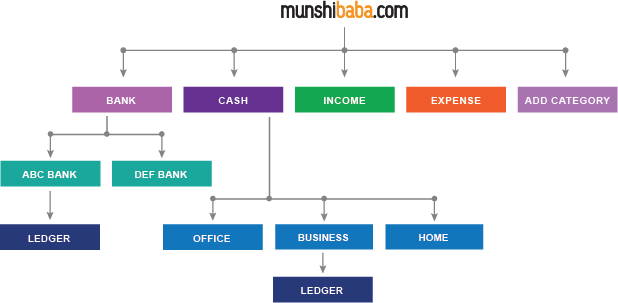 munshibaba.com
BANK
CASH
INCOME
EXPENSE
ADD CATEGORY
ABC BANK
DEF BANK
LEDGER
OFFICE
BUSINESS
HOME
LEDGER